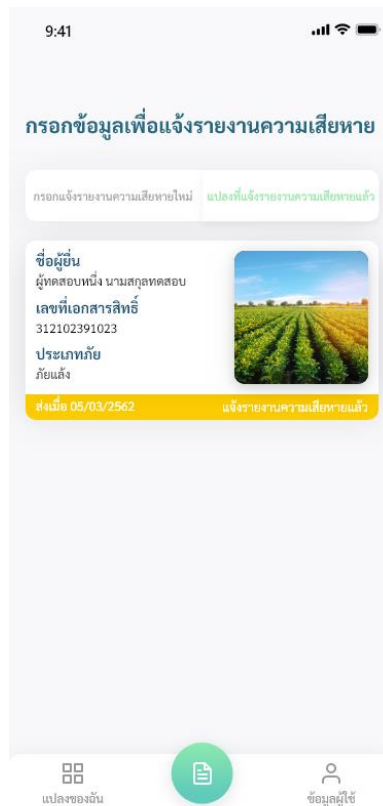 9:41
กรอกข้อมูลเพื่อแจ้งรายงานความเสียหาย
กรอกแจ้งรายงานความเสียหายใหม่ แปลงที่แจ้งรายงานความเสียหายแล้ว
ชื่อผู้ยื่น
ผู้ทดสอบหนึ่ง นามสกุลทดสอบ
เลขที่เอกสารสิทธิ์
312102391023
ประเภทภัย
ภัยแล้ง
ส่งเมื่อ 05/03/2562 แจ้งรายงานความเสียหายแล้ว
แปลงของฉัน ข้อมูลผู้ใช้